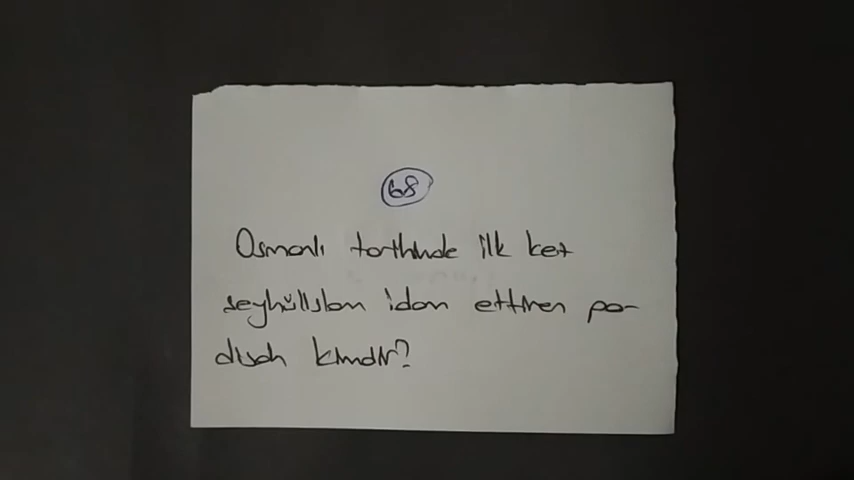 68
Osmanlı tarihinde ilk kez
şeyhülislam idam ettiren pa-
dişah kimdir?